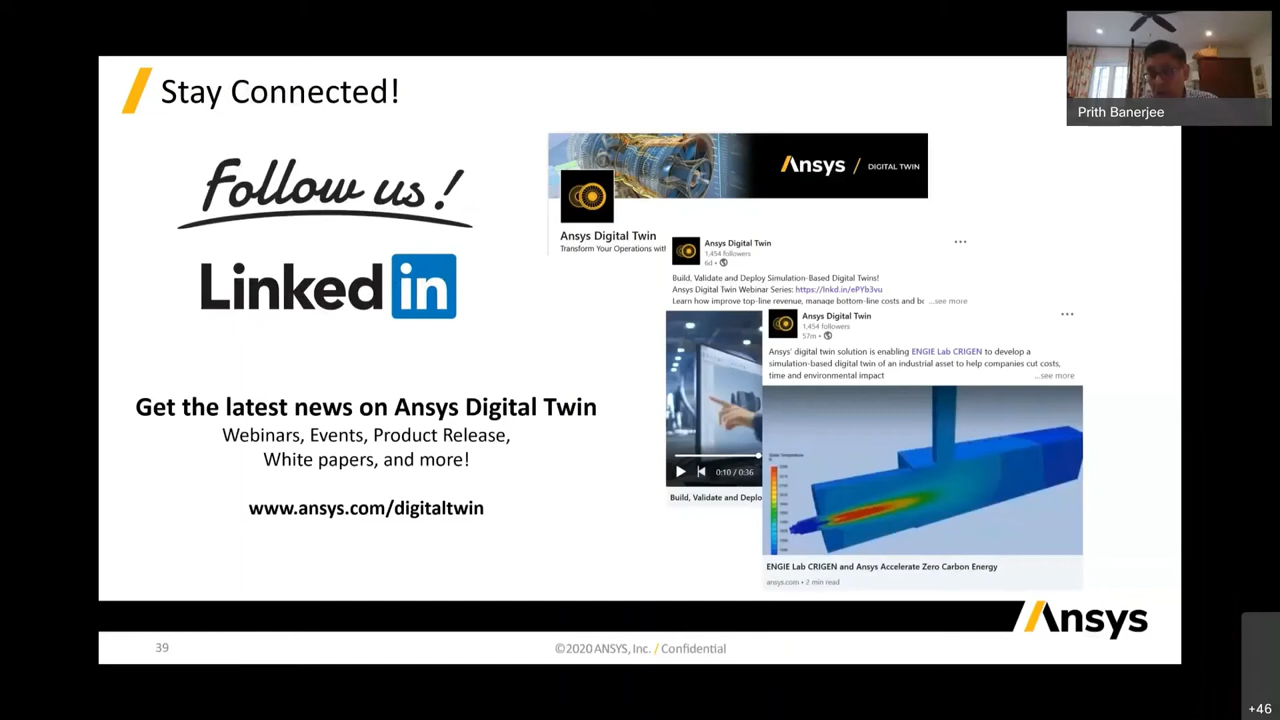 Stay Connected!
Prith Banerjee
Follow us!
Linked in
Get the latest news on Ansys Digital Twin
Webinars, Events, Product Release,
White papers, and more!
www.ansys.com/digitaltwin
Ansys / DIGITAL TWIN
Ansys Digital Twin
Transform Your Operations with
Ansys Digital Twin
1,454 followers
6d •
Build, Validate and Deploy Simulation-Based Digital Twins!
Ansys Digital Twin Webinar Series: https://lnkd.in/ePYb3vu
Learn how improve top-line revenue, manage bottom-line costs and bc ...see more
0:10 / 0:36
Build, Validate and Deplo
Ansys Digital Twin
1,454 followers
57m •
Ansys' digital twin solution is enabling ENGIE Lab CRIGEN to develop a
simulation-based digital twin of an industrial asset to help companies cut costs,
time and environmental impact ...see more
ENGIE Lab CRIGEN and Ansys Accelerate Zero Carbon Energy
ansys.com • 2 min read
Ansys
39
©2020 ANSYS, Inc. / Confidential
+46